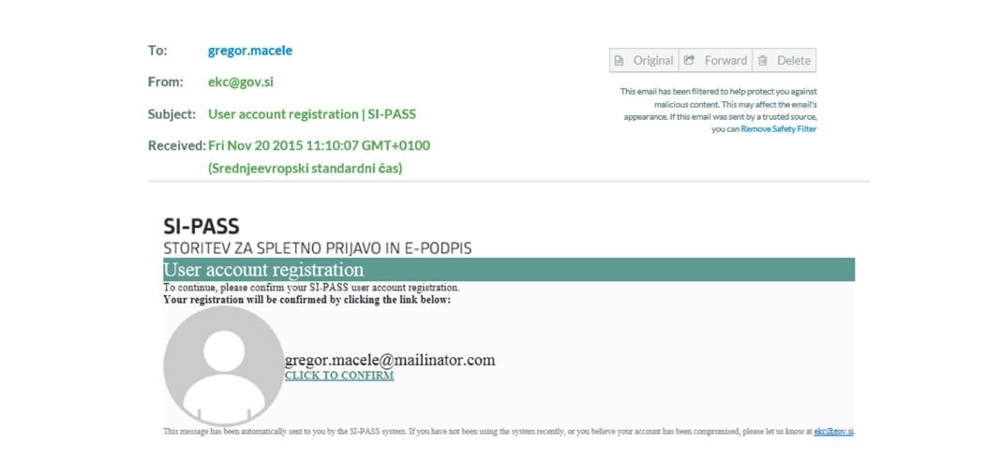 To: gregor.macele
Original Forward Delete
From: ekc@gov.si
This email has been filtered to help protect you against
malicious content. This may affect the email's
appearance. If this email was sent by a trusted source,
you can Remove Safety Filter
Subject: User account registration | SI-PASS
Received: Fri Nov 20 2015 11:10:07 GMT+0100
(Srednjeevropski standardni čas)
SI-PASS
STORITEV ZA SPLETNO PRIJAVO IN E-PODPIS
User account registration
To continue, please confirm your SI-PASS user account registration.
Your registration will be confirmed by clicking the link below:
gregor.macele@mailinator.com
CLICK TO CONFIRM
This message has been automatically sent to you by the SI-PASS system. If you have not been using the system recently, or you believe your account has been compromised, please let us know at ekc@gov.si.